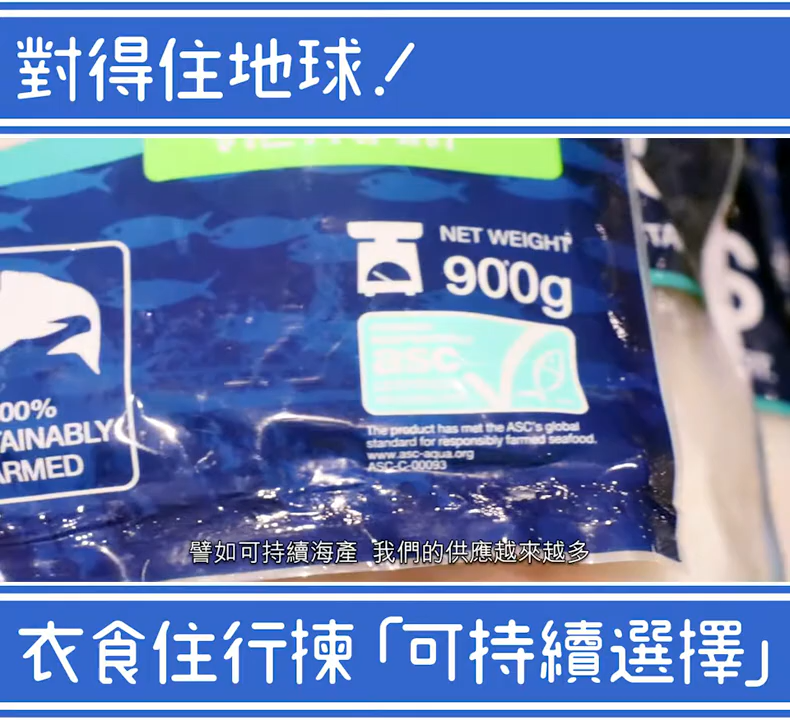 對得住地球！
NET WEIGHT
900g
asc
The product has met the ASC's global
standard for responsibly farmed seafood.
www.asc-aqua.org
ASC-C-00093
00%
TAINABLY
ARMED
STA
S
譬如可持續海產 我們的供應越來越多
衣食住行揀「可持續選擇」